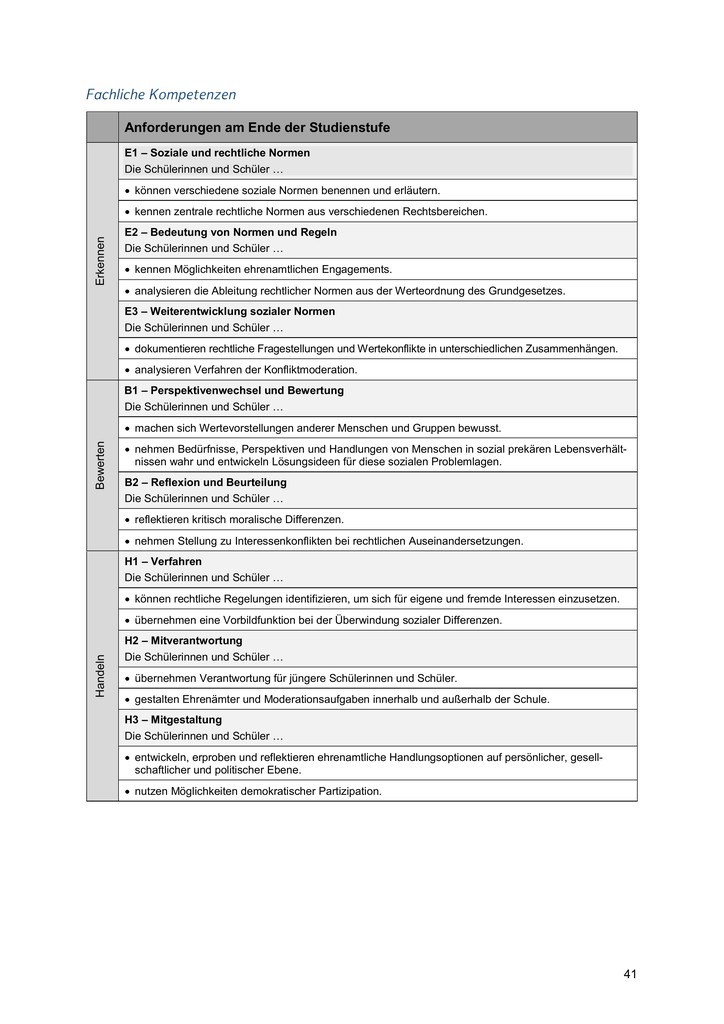 Fachliche Kompetenzen
Anforderungen am Ende der Studienstufe
Erkennen
E1 – Soziale und rechtliche Normen
Die Schülerinnen und Schüler …
• können verschiedene soziale Normen benennen und erläutern.
• kennen zentrale rechtliche Normen aus verschiedenen Rechtsbereichen.
E2 – Bedeutung von Normen und Regeln
Die Schülerinnen und Schüler …
• kennen Möglichkeiten ehrenamtlichen Engagements.
• analysieren die Ableitung rechtlicher Normen aus der Werteordnung des Grundgesetzes.
E3 – Weiterentwicklung sozialer Normen
Die Schülerinnen und Schüler …
• dokumentieren rechtliche Fragestellungen und Wertekonflikte in unterschiedlichen Zusammenhängen.
• analysieren Verfahren der Konfliktmoderation.
Bewerten
B1 – Perspektivenwechsel und Bewertung
Die Schülerinnen und Schüler …
• machen sich Wertevorstellungen anderer Menschen und Gruppen bewusst.
• nehmen Bedürfnisse, Perspektiven und Handlungen von Menschen in sozial prekären Lebensverhält-
nissen wahr und entwickeln Lösungsideen für diese sozialen Problemlagen.
B2 – Reflexion und Beurteilung
Die Schülerinnen und Schüler …
• reflektieren kritisch moralische Differenzen.
• nehmen Stellung zu Interessenkonflikten bei rechtlichen Auseinandersetzungen.
Handeln
H1 – Verfahren
Die Schülerinnen und Schüler …
• können rechtliche Regelungen identifizieren, um sich für eigene und fremde Interessen einzusetzen.
• übernehmen eine Vorbildfunktion bei der Überwindung sozialer Differenzen.
H2 – Mitverantwortung
Die Schülerinnen und Schüler …
• übernehmen Verantwortung für jüngere Schülerinnen und Schüler.
• gestalten Ehrenämter und Moderationsaufgaben innerhalb und außerhalb der Schule.
H3 – Mitgestaltung
Die Schülerinnen und Schüler …
• entwickeln, erproben und reflektieren ehrenamtliche Handlungsoptionen auf persönlicher, gesell-
schaftlicher und politischer Ebene.
• nutzen Möglichkeiten demokratischer Partizipation.
41